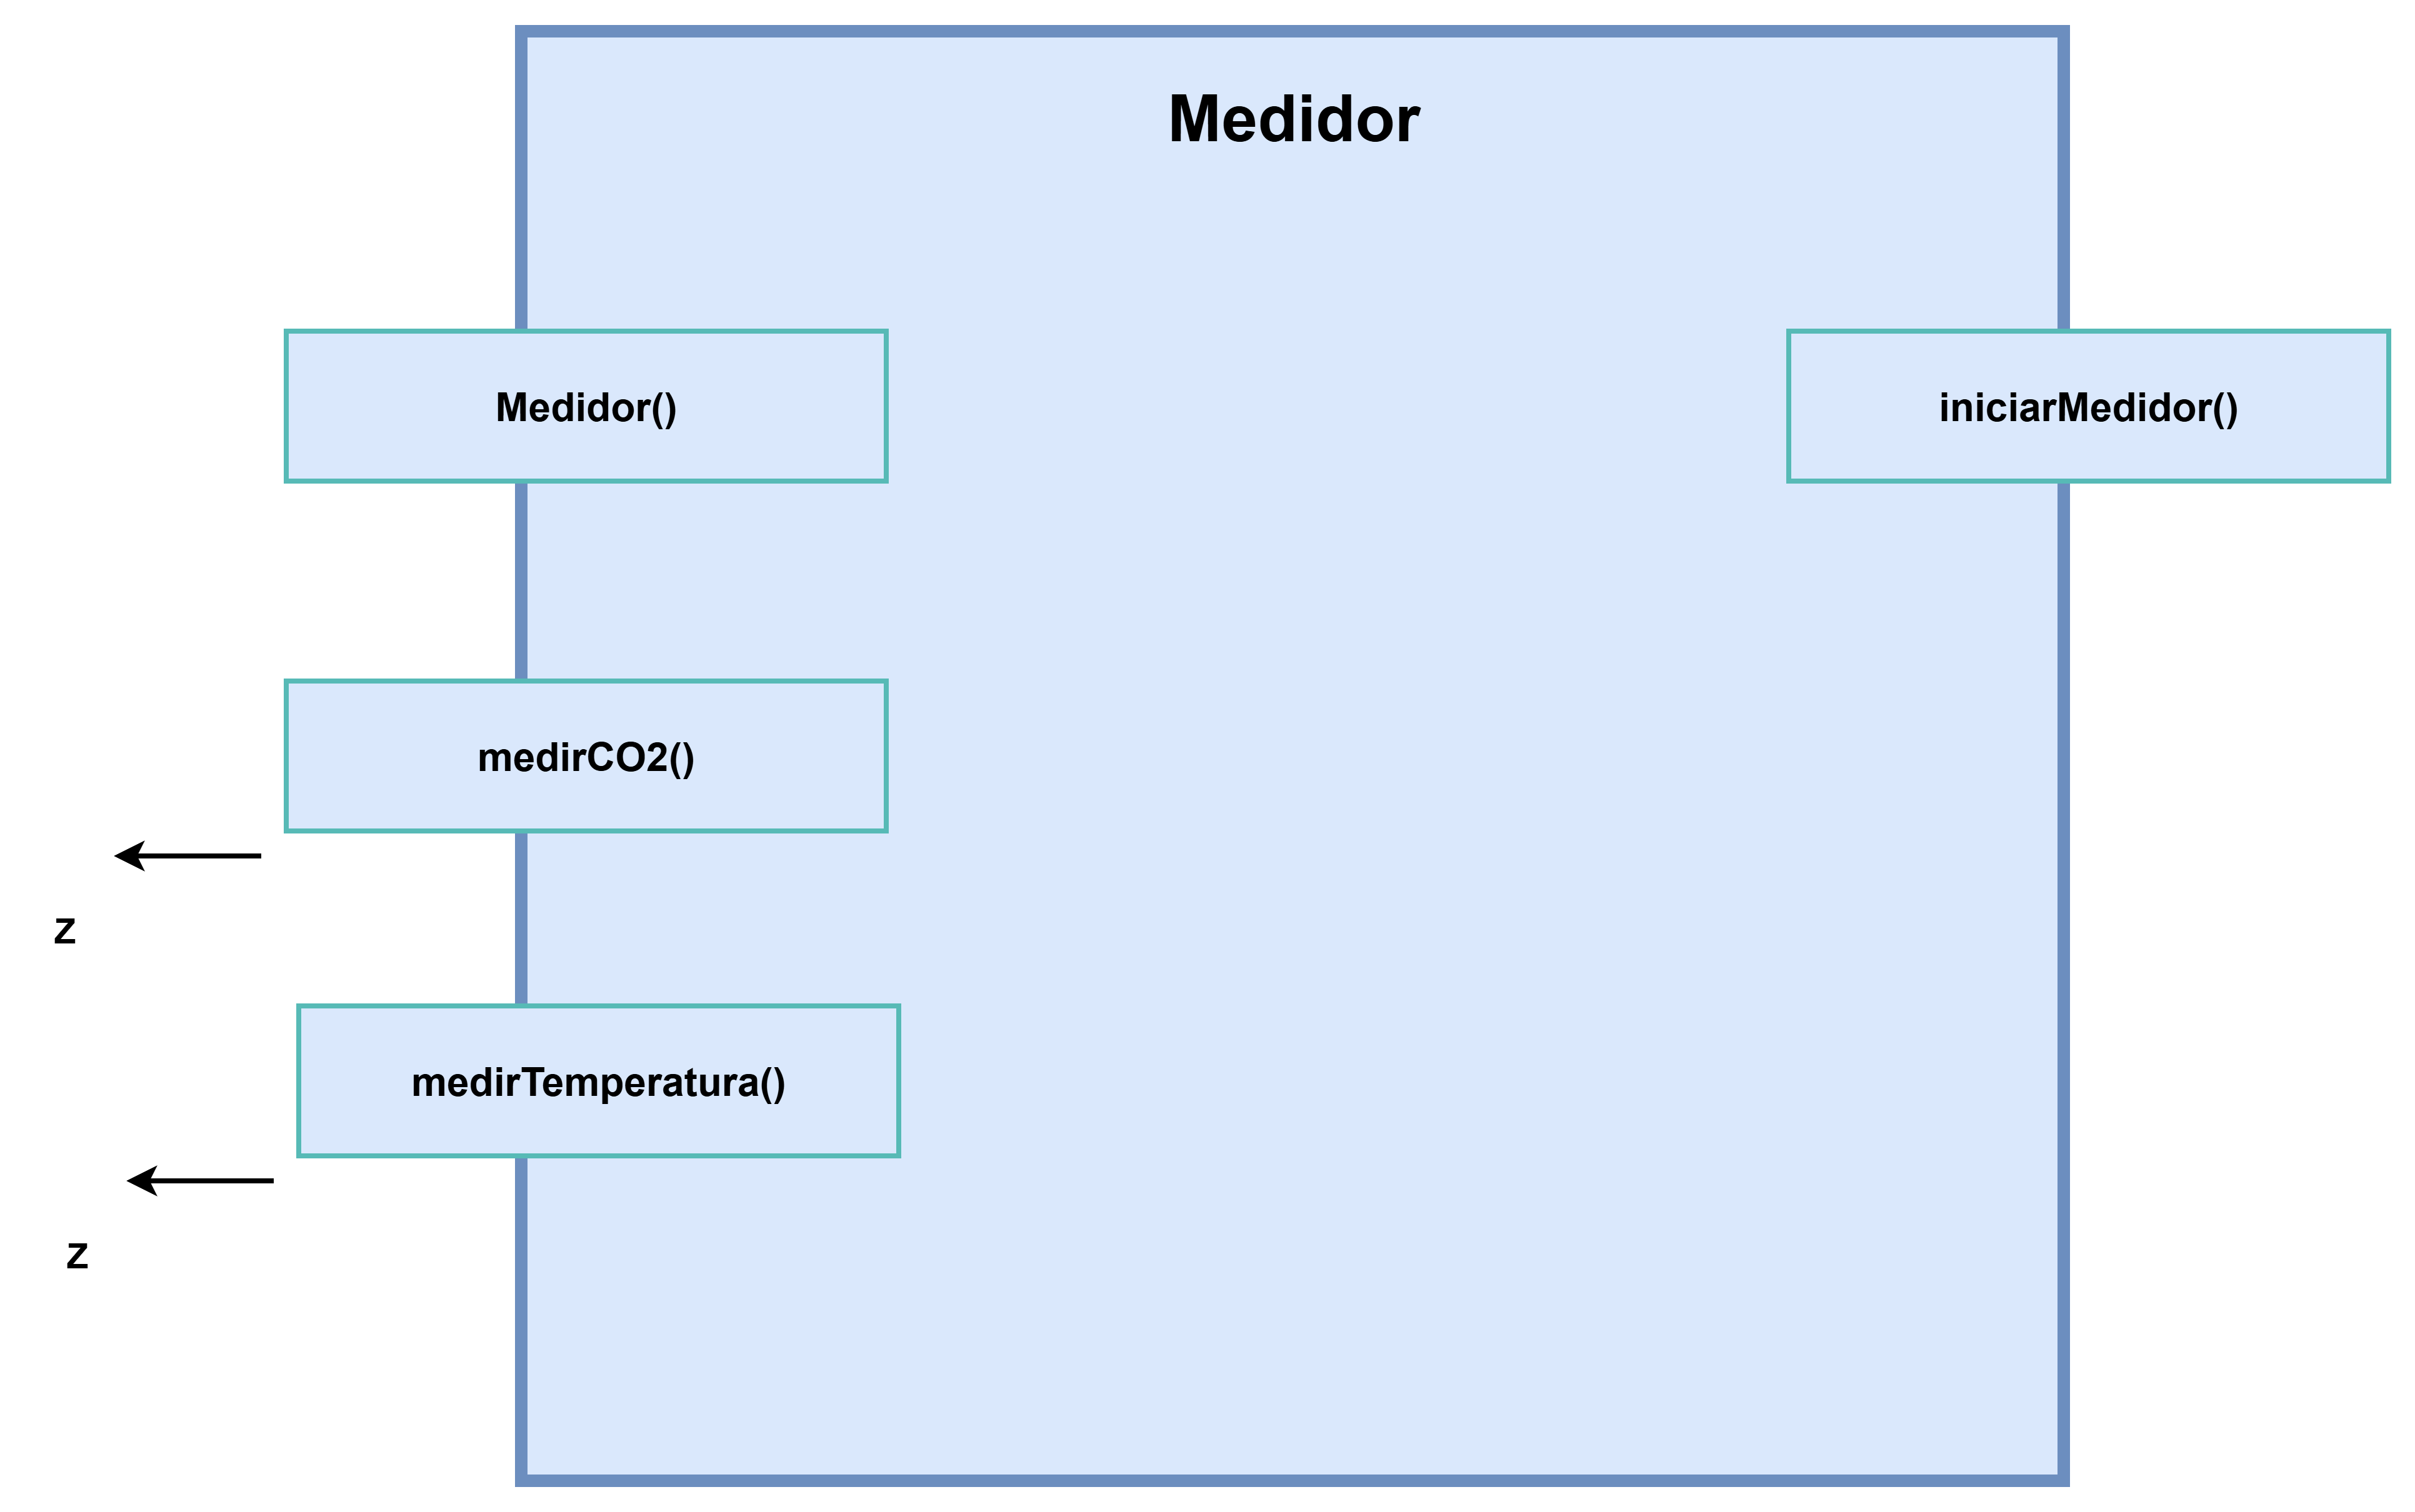 Medidor
Medidor()
iniciarMedidor()
medirCO2()
Z
medirTemperatura()
Z